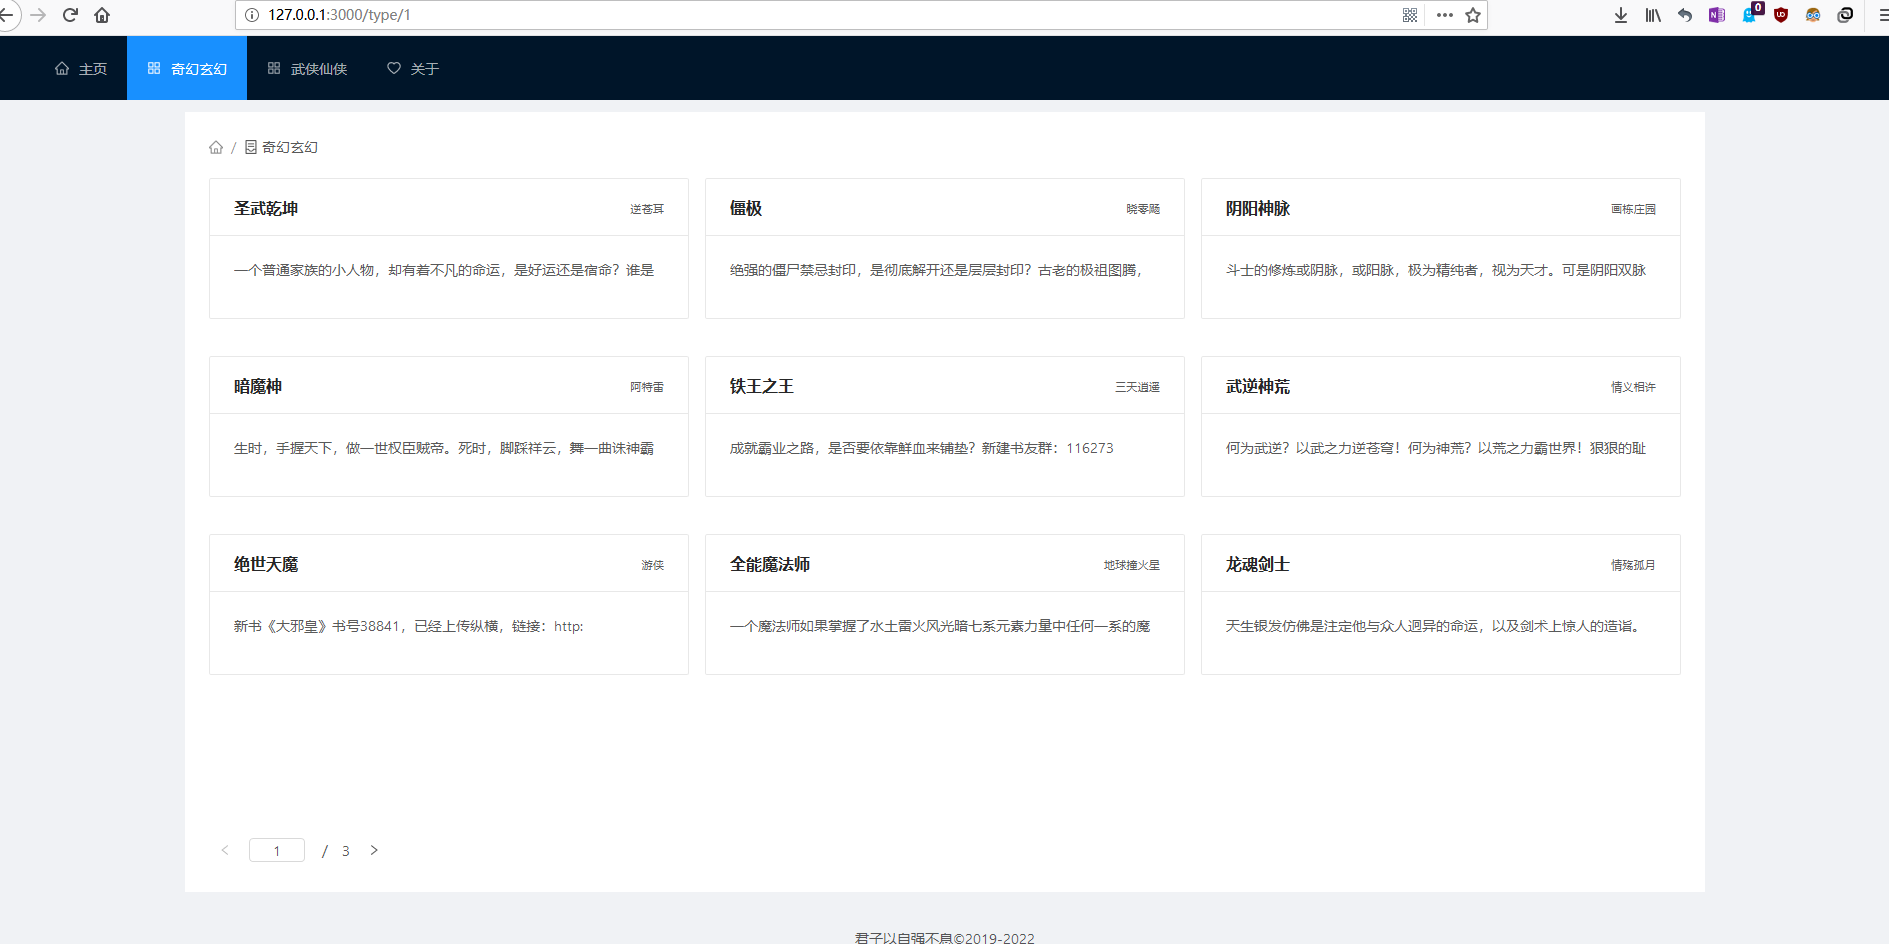 127.0.0.1:3000/type/1
0
主页 奇幻玄幻 武侠仙侠 关于
/ 奇幻玄幻
圣武乾坤 逆苍耳
一个普通家族的小人物，却有着不凡的命运，是好运还是宿命？谁是
僵极 晓零飏
绝强的僵尸禁忌封印，是彻底解开还是层层封印？古老的极祖图腾，
阴阳神脉 画栋庄园
斗士的修炼或阴脉，或阳脉，极为精纯者，视为天才。可是阴阳双脉
暗魔神 阿特雷
生时，手握天下，做一世权臣贼帝。死时，脚踩祥云，舞一曲诛神霸
铁王之王 三天逍遥
成就霸业之路，是否要依靠鲜血来铺垫？新建书友群：116273
武逆神荒 情义相许
何为武逆？以武之力逆苍穹！何为神荒？以荒之力霸世界！狠狠的耻
绝世天魔 游侠
新书《大邪皇》书号38841，已经上传纵横，链接：http:
全能魔法师 地球撞火星
一个魔法师如果掌握了水土雷火风光暗七系元素力量中任何一系的魔
龙魂剑士 情殇孤月
天生银发仿佛是注定他与众人迥异的命运，以及剑术上惊人的造诣。
1 / 3
君子以自强不息©2019-2022